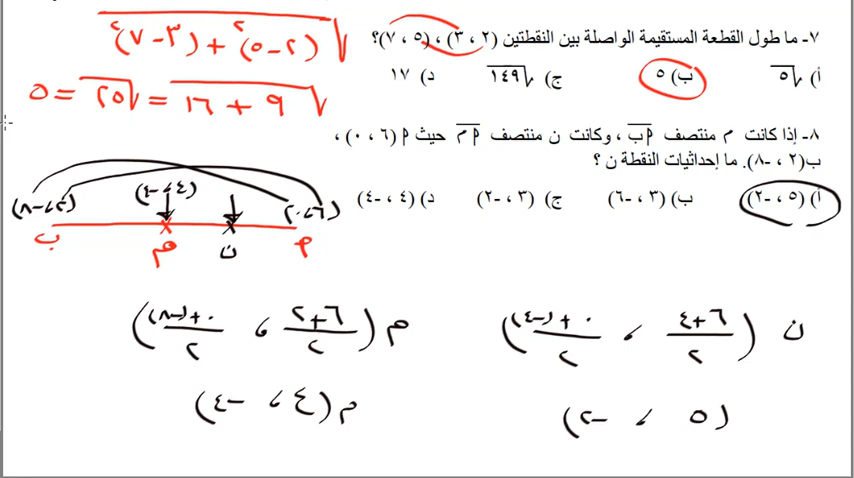 ٧- ما طول القطعة المستقيمة الواصلة بين النقطتين (٢ ، ٣) ، (٥ ، ٧)؟
أ) √٥ ب) ٥ ج) √١٤٩ د) ١٧
√(٥-٢)٢ + (٣-٧)٢
√٩ + ١٦ = √٢٥ = ٥
٨- إذا كانت م منتصف أب ، وكانت ن منتصف أم حيث أ(٦ ، ٠) ،
ب(٢ ، -٨). ما إحداثيات النقطة ن ؟
أ) (٥ ، -٢) ب) (٣ ، -٦) ج) (٣ ، -٢) د) (٤ ، -٤)
(٦ ، ٠) (٤ ، -٤) (٢ ، -٨)
أ ن م ب
ن (٦+٤/٢ ، ٠+(-٤)/٢)
م (٦+٢/٢ ، ٠+(-٨)/٢)
(٥ ، -٢)
م (٤ ، -٤)